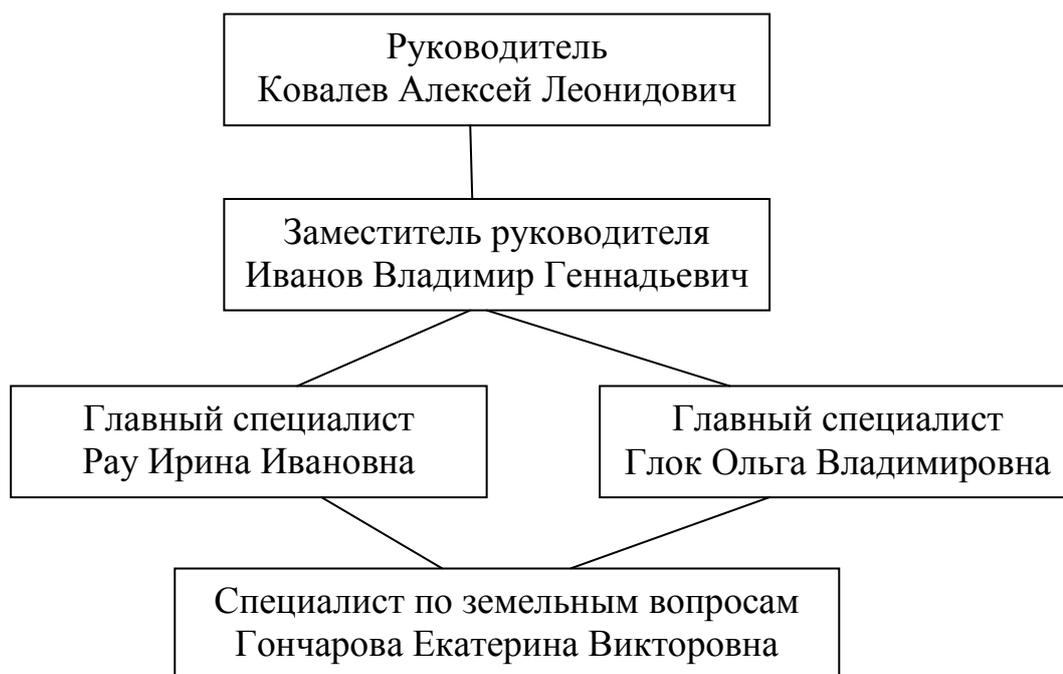 Руководитель
Ковалев Алексей Леонидович
Заместитель руководителя
Иванов Владимир Геннадьевич
Главный специалист
Рау Ирина Ивановна
Главный специалист
Глок Ольга Владимировна
Специалист по земельным вопросам
Гончарова Екатерина Викторовна